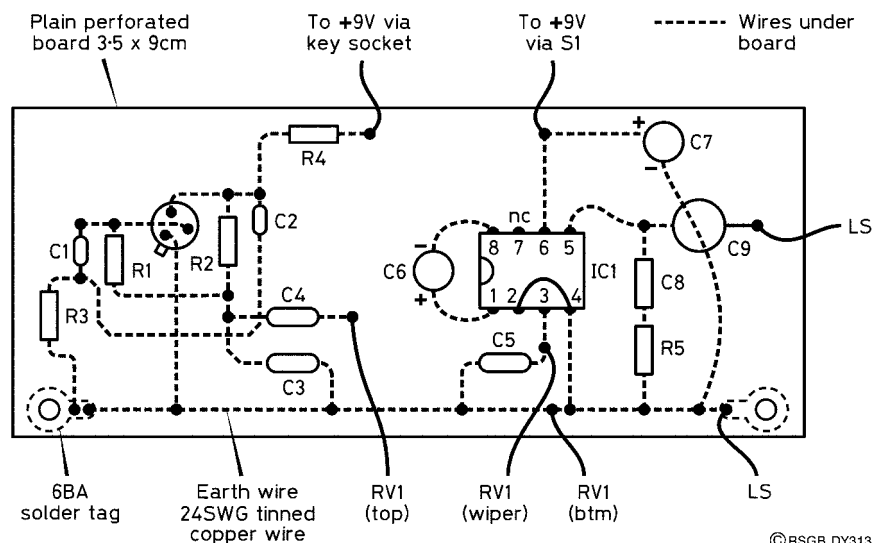 Plain perforated
board 3·5 x 9cm
To +9V via
key socket
To +9V
via S1
Wires under
board
R4
+
C7
−
C2
nc
8 7 6 5
LS
C1
R1
R2
−
C6
+
IC1
C9
C8
1 2 3 4
R3
C4
C5
R5
C3
6BA
solder tag
Earth wire
24SWG tinned
copper wire
RV1
(top)
RV1
(wiper)
RV1
(btm)
LS
©RSGB DY313